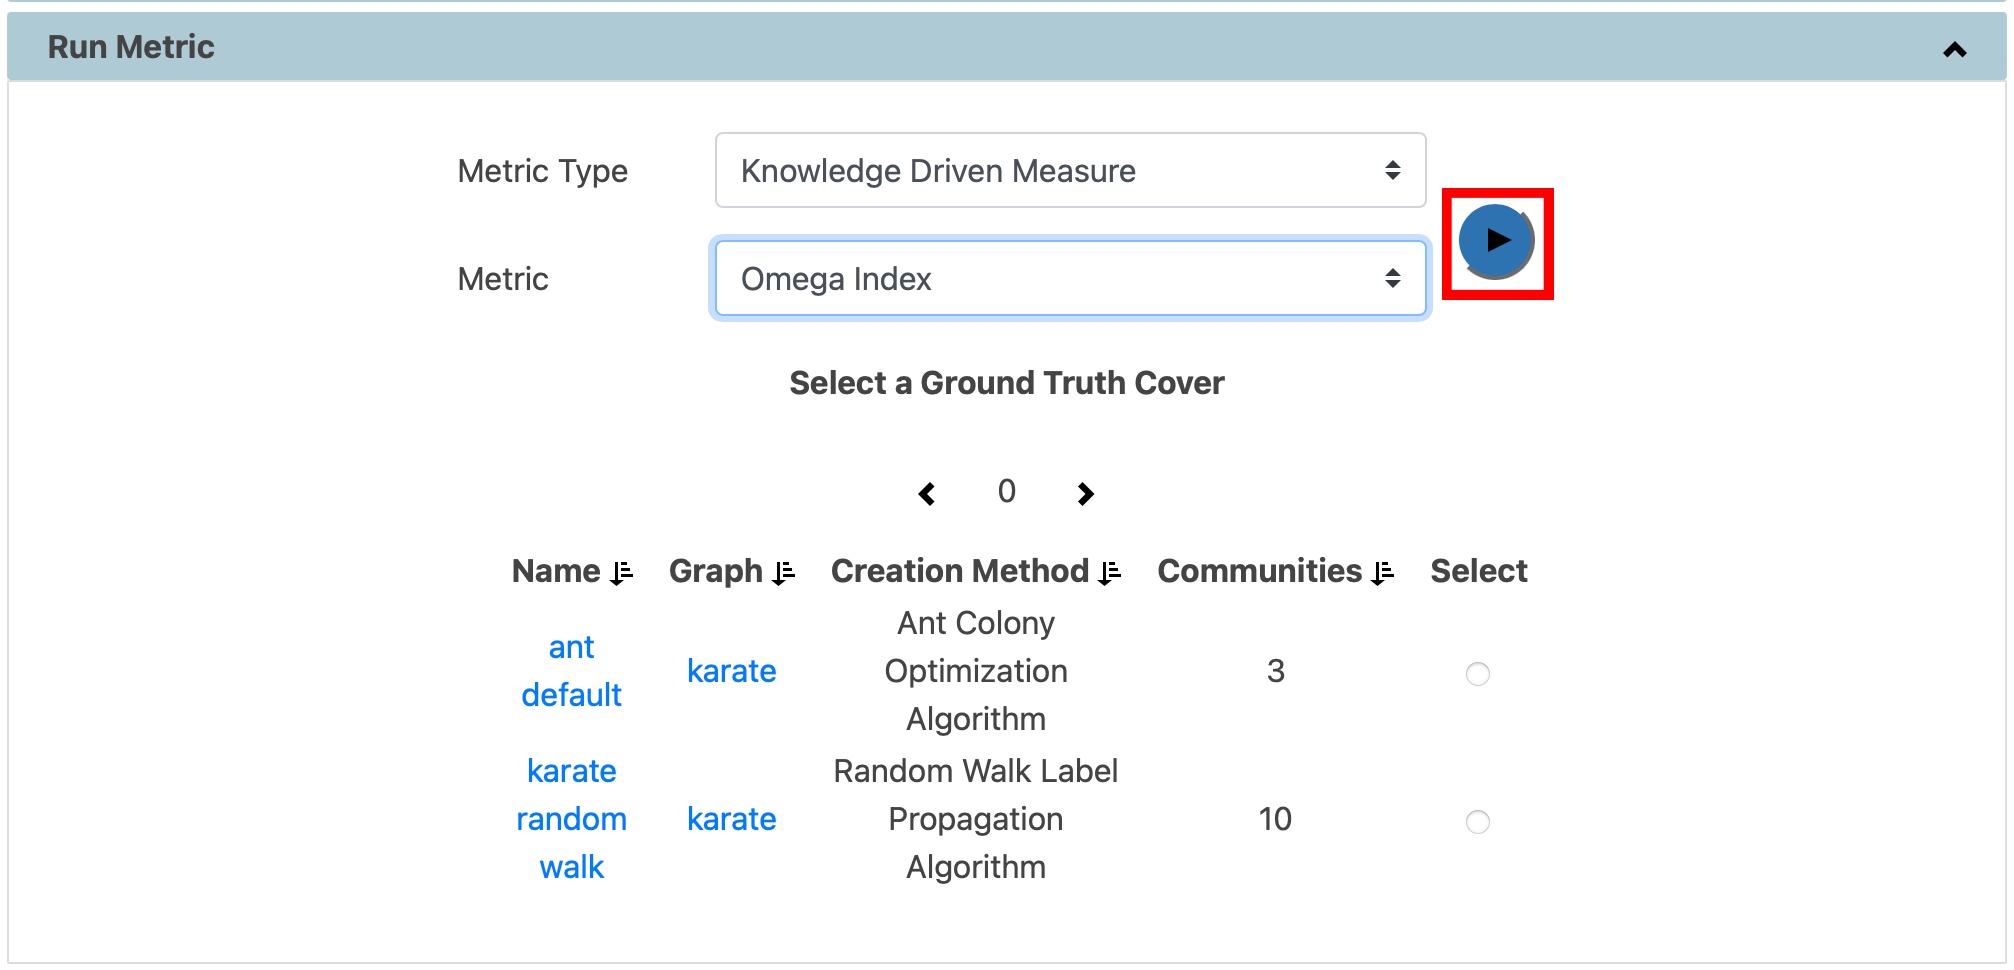 Run Metric
Metric Type
Knowledge Driven Measure
Metric
Omega Index
Select a Ground Truth Cover
0
Name Graph Creation Method Communities Select
ant
default
karate
Ant Colony
Optimization
Algorithm
3
karate
random
walk
karate
Random Walk Label
Propagation
Algorithm
10